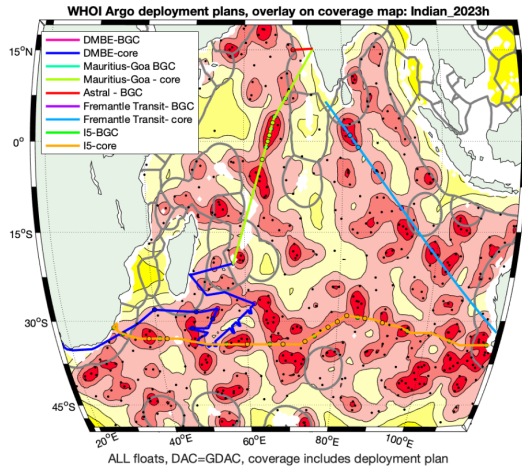 WHOI Argo deployment plans, overlay on coverage map: Indian_2023h
DMBE-BGC
DMBE-core
Mauritius-Goa BGC
Mauritius-Goa - core
Astral - BGC
Fremantle Transit- BGC
Fremantle Transit- core
I5-BGC
I5-core
15°N
0°
15°S
30°S
45°S
20°E
40°E
60°E
80°E
100°E
ALL floats, DAC=GDAC, coverage includes deployment plan